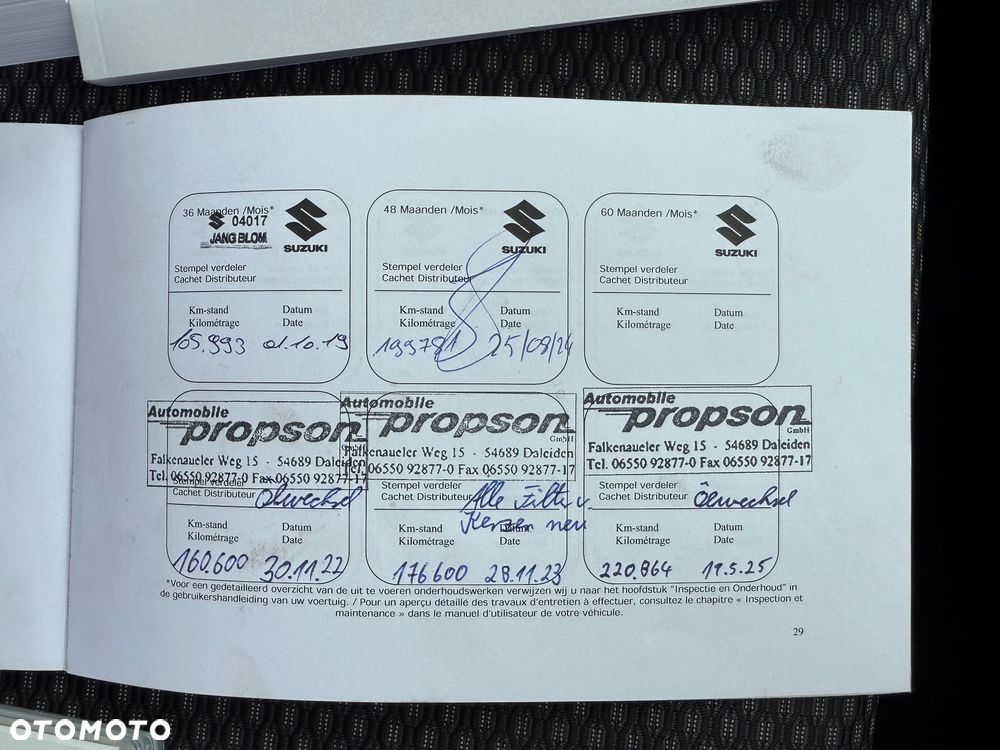 36 Maanden /Mois*
04017
JANG BLOM
SUZUKI
Stempel verdeler
Cachet Distributeur
Km-stand Datum
Kilométrage Date
105.993 01.10.19
48 Maanden /Mois*
SUZUKI
Stempel verdeler
Cachet Distributeur
Km-stand Datum
Kilométrage Date
199781 25/09/24
60 Maanden /Mois*
SUZUKI
Stempel verdeler
Cachet Distributeur
Km-stand Datum
Kilométrage Date
Automobile
propson
GmbH
Falkenaueler Weg 15 - 54689 Daleiden
Tel. 06550 92877-0 Fax 06550 92877-17
Stempel verdeler
Cachet Distributeur Ölwechsel
Km-stand Datum
Kilométrage Date
160.600 30.11.22
Automobile
propson
GmbH
Falkenaueler Weg 15 - 54689 Daleiden
Tel. 06550 92877-0 Fax 06550 92877-17
Stempel verdeler
Cachet Distributeur Alle Filter u.
Kerzen neu
Km-stand Datum
Kilométrage Date
176600 28.11.23
Automobile
propson
GmbH
Falkenaueler Weg 15 - 54689 Daleiden
Tel. 06550 92877-0 Fax 06550 92877-17
Stempel verdeler
Cachet Distributeur Ölwechsel
Km-stand Datum
Kilométrage Date
220.864 19.5.25
*Voor een gedetailleerd overzicht van de uit te voeren onderhoudswerken verwijzen wij u naar het hoofdstuk "Inspectie en Onderhoud" in
de gebruikershandleiding van uw voertuig. / Pour un aperçu détaillé des travaux d'entretien à effectuer, consultez le chapitre « Inspection et
maintenance » dans le manuel d'utilisateur de votre véhicule.
29
OTOMOTO